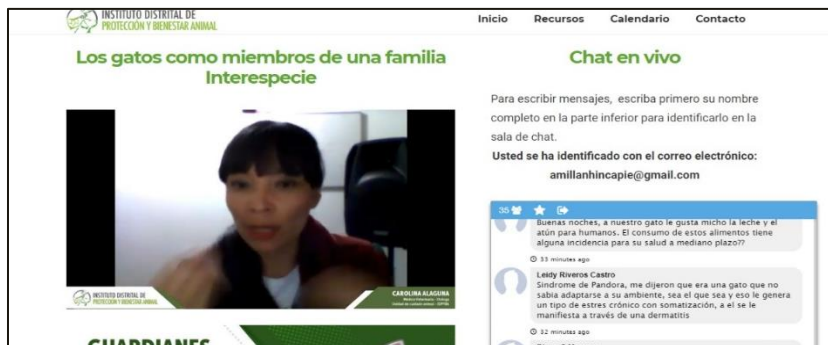 INSTITUTO DISTRITAL DE
PROTECCIÓN Y BIENESTAR ANIMAL
Inicio Recursos Calendario Contacto
Los gatos como miembros de una familia
Interespecie
INSTITUTO DISTRITAL DE
PROTECCIÓN Y BIENESTAR ANIMAL
CAROLINA ALAGUNA
GUARDIANES
Chat en vivo
Para escribir mensajes, escriba primero su nombre
completo en la parte inferior para identificarlo en la
sala de chat.
Usted se ha identificado con el correo electrónico:
amillanhincapie@gmail.com
35
Buenas noches, a nuestro gato le gusta micho la leche y el
atún para humanos. El consumo de estos alimentos tiene
alguna incidencia para su salud a mediano plazo??
33 minutes ago
Leidy Riveros Castro
Sindrome de Pandora, me dijeron que era una gato que no
sabia adaptarse a su ambiente, sea el que sea y eso le genera
un tipo de estres crónico con somatización, a el se le
manifiesta a través de una dermatitis
32 minutes ago